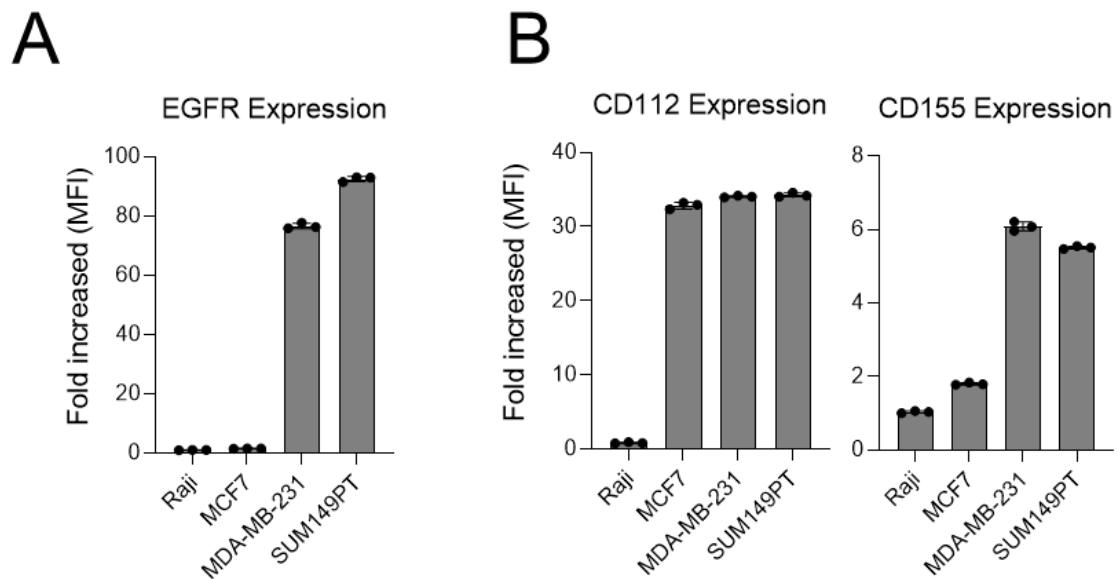 A
EGFR Expression
Fold increased (MFI)
100
80
60
40
20
0
Raji
MCF7
MDA-MB-231
SUM149PT
B
CD112 Expression
Fold increased (MFI)
40
30
20
10
0
Raji
MCF7
MDA-MB-231
SUM149PT
CD155 Expression
8
6
4
2
0
Raji
MCF7
MDA-MB-231
SUM149PT